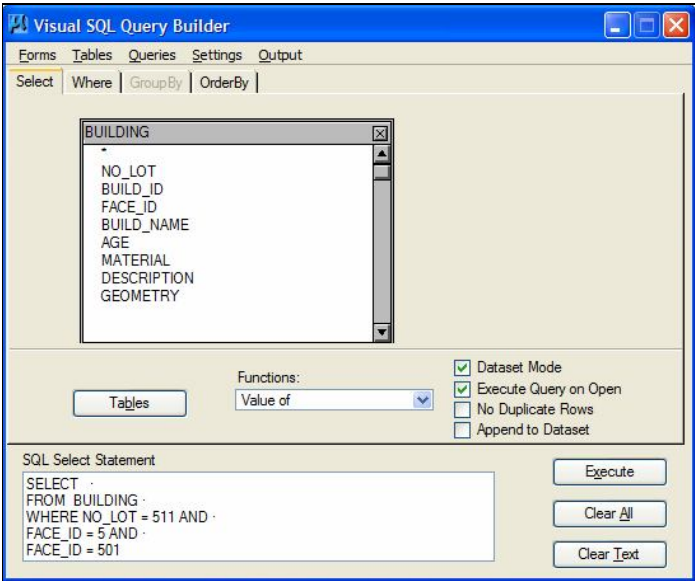 Visual SQL Query Builder
Forms Tables Queries Settings Output
Select Where GroupBy OrderBy
BUILDING
*
NO_LOT
BUILD_ID
FACE_ID
BUILD_NAME
AGE
MATERIAL
DESCRIPTION
GEOMETRY
Tables
Functions:
Value of
Dataset Mode
Execute Query on Open
No Duplicate Rows
Append to Dataset
SQL Select Statement
SELECT ·
FROM BUILDING ·
WHERE NO_LOT = 511 AND ·
FACE_ID = 5 AND ·
FACE_ID = 501
Execute
Clear All
Clear Text